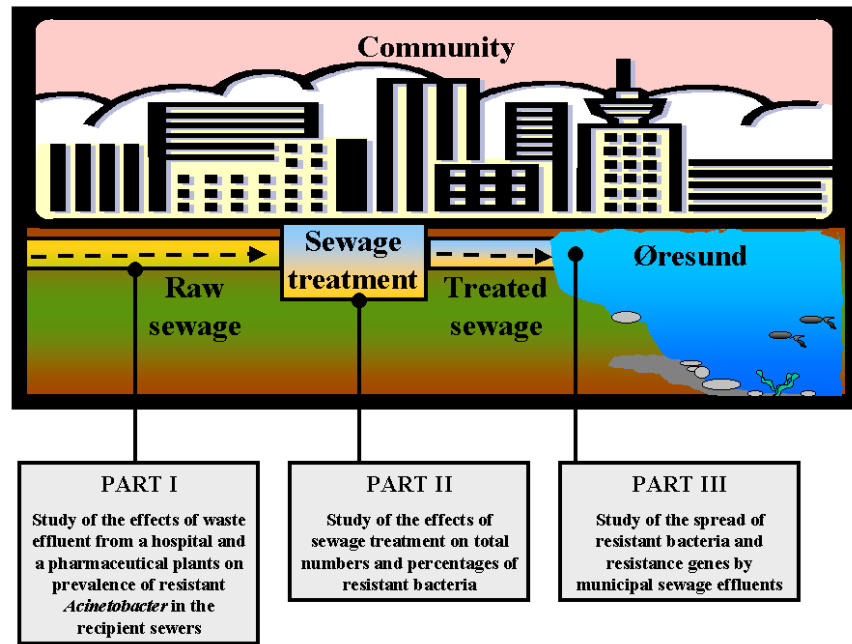 Community
Sewage
treatment
Øresund
Raw
sewage
Treated
sewage
PART I
Study of the effects of waste
effluent from a hospital and
a pharmaceutical plants on
prevalence of resistant
Acinetobacter in the
recipient sewers
PART II
Study of the effects of
sewage treatment on total
numbers and percentages of
resistant bacteria
PART III
Study of the spread of
resistant bacteria and
resistance genes by
municipal sewage effluents